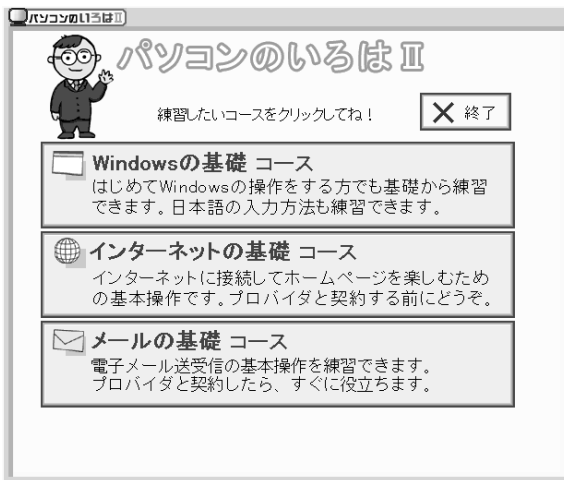 パソコンのいろはⅡ
パソコンのいろはⅡ
練習したいコースをクリックしてね！
終了
Windowsの基礎 コース
はじめてWindowsの操作をする方でも基礎から練習
できます。日本語の入力方法も練習できます。
インターネットの基礎 コース
インターネットに接続してホームページを楽しむため
の基本操作です。プロバイダと契約する前にどうぞ。
メールの基礎 コース
電子メール送受信の基本操作を練習できます。
プロバイダと契約したら、すぐに役立ちます。